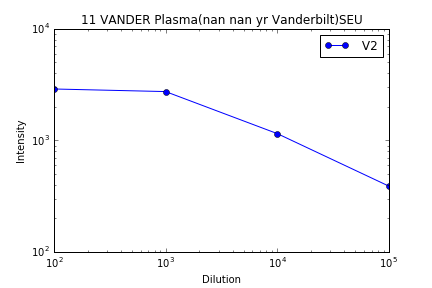 11 VANDER Plasma(nan nan yr Vanderbilt)SEU
V2
10^4
10^3
10^2
Intensity
10^2 10^3 10^4 10^5
Dilution